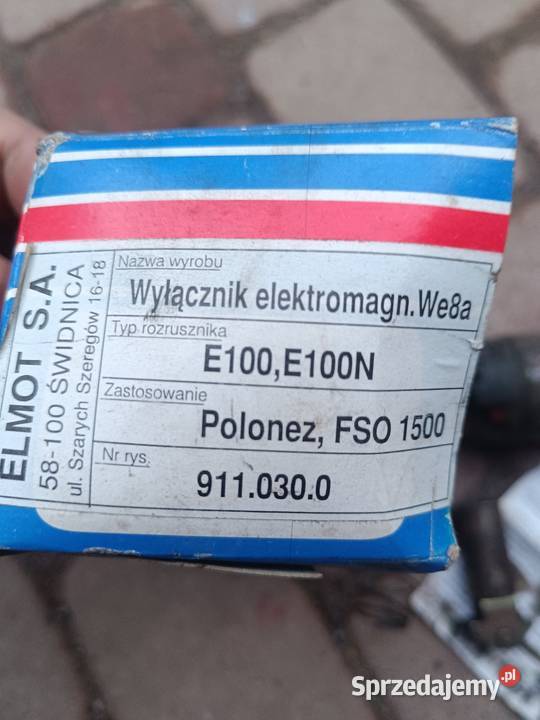 ELMOT S.A.
58-100 ŚWIDNICA
ul. Szarych Szeregów 16-18
Nazwa wyrobu
Wyłącznik elektromagn.We8a
Typ rozrusznika
E100,E100N
Zastosowanie
Polonez, FSO 1500
Nr rys.
911.030.0
Sprzedajemy.pl